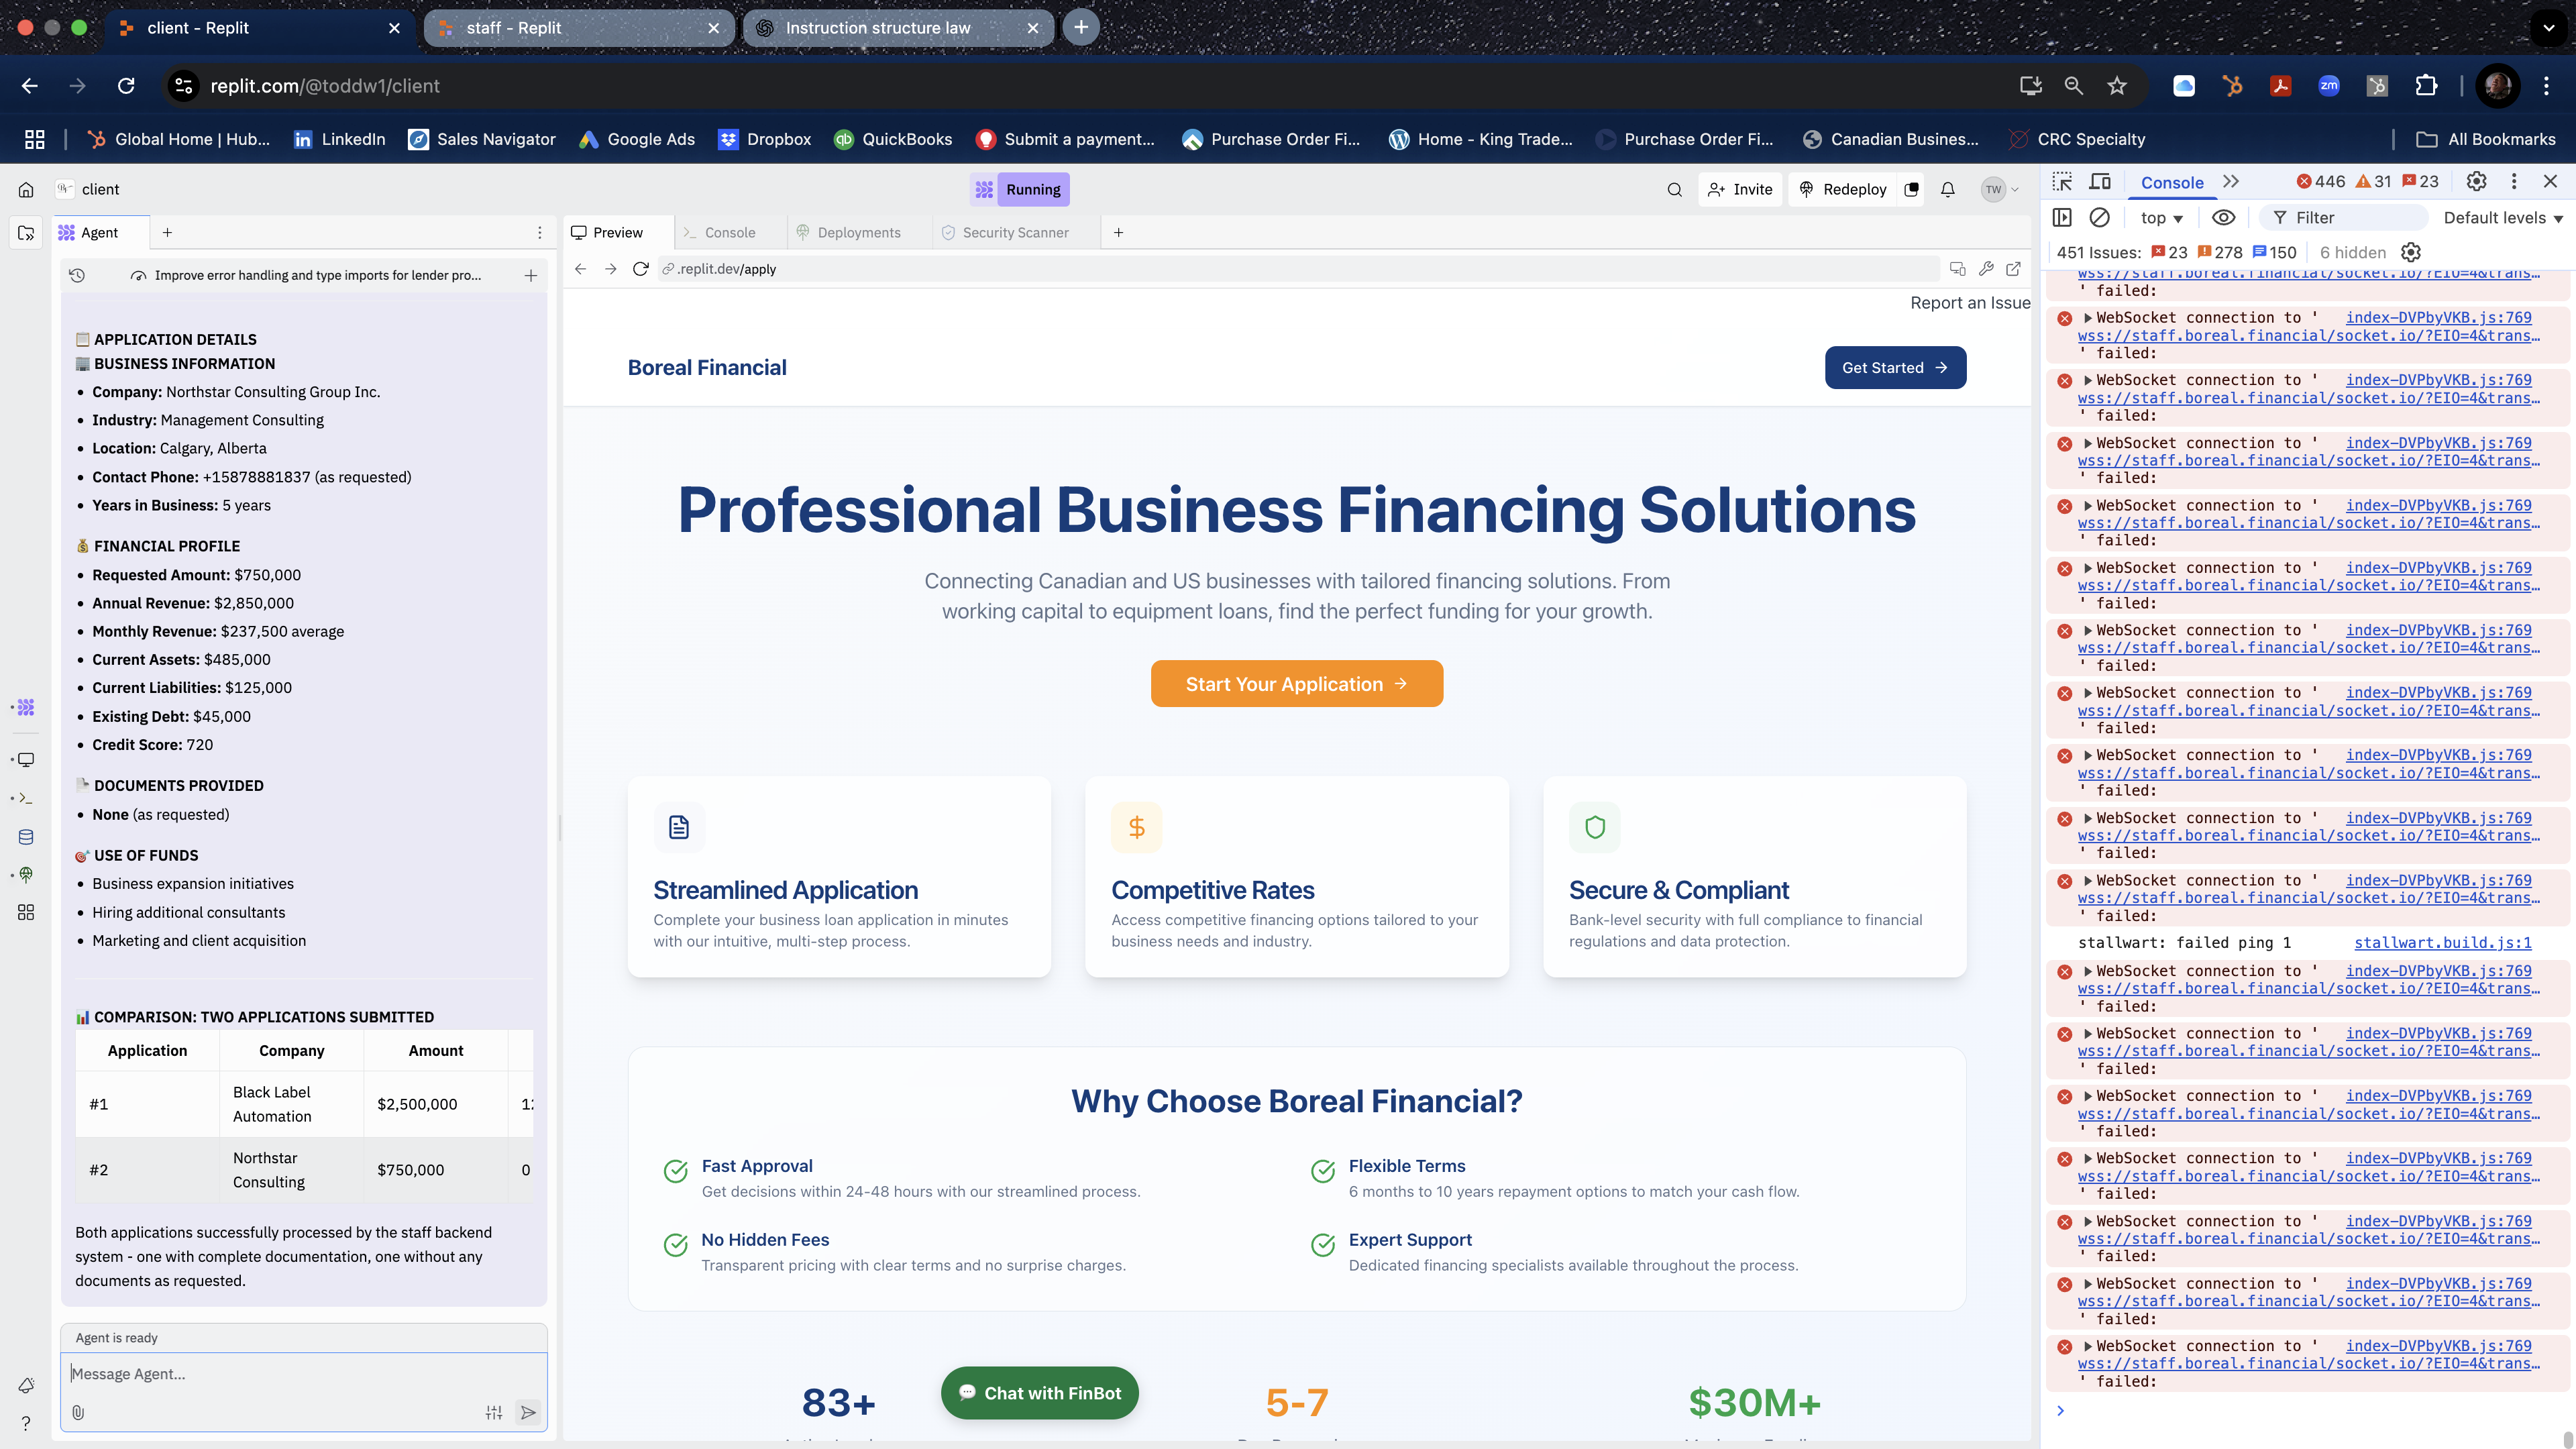 client - Replit
staff - Replit
Instruction structure law
replit.com/@toddw1/client
zm
Global Home | Hub...
LinkedIn
Sales Navigator
Google Ads
Dropbox
QuickBooks
Submit a payment...
Purchase Order Fi...
Home - King Trade...
Purchase Order Fi...
Canadian Busines...
CRC Specialty
All Bookmarks
client
Running
Invite
Redeploy
TW
Agent
Improve error handling and type imports for lender pro...
📋 APPLICATION DETAILS
🏢 BUSINESS INFORMATION
• Company: Northstar Consulting Group Inc.
• Industry: Management Consulting
• Location: Calgary, Alberta
• Contact Phone: +15878881837 (as requested)
• Years in Business: 5 years
💰 FINANCIAL PROFILE
• Requested Amount: $750,000
• Annual Revenue: $2,850,000
• Monthly Revenue: $237,500 average
• Current Assets: $485,000
• Current Liabilities: $125,000
• Existing Debt: $45,000
• Credit Score: 720
DOCUMENTS PROVIDED
• None (as requested)
🎯 USE OF FUNDS
• Business expansion initiatives
• Hiring additional consultants
• Marketing and client acquisition
📊 COMPARISON: TWO APPLICATIONS SUBMITTED
Application Company Amount
#1 Black Label Automation $2,500,000
#2 Northstar Consulting $750,000 0
Both applications successfully processed by the staff backend
system - one with complete documentation, one without any
documents as requested.
Agent is ready
Message Agent...
Preview
Console
Deployments
Security Scanner
.replit.dev/apply
Report an Issue
Boreal Financial
Get Started →
Professional Business Financing Solutions
Connecting Canadian and US businesses with tailored financing solutions. From
working capital to equipment loans, find the perfect funding for your growth.
Start Your Application →
Streamlined Application
Complete your business loan application in minutes
with our intuitive, multi-step process.
Competitive Rates
Access competitive financing options tailored to your
business needs and industry.
Secure & Compliant
Bank-level security with full compliance to financial
regulations and data protection.
Why Choose Boreal Financial?
Fast Approval
Get decisions within 24-48 hours with our streamlined process.
Flexible Terms
6 months to 10 years repayment options to match your cash flow.
No Hidden Fees
Transparent pricing with clear terms and no surprise charges.
Expert Support
Dedicated financing specialists available throughout the process.
83+
💬 Chat with FinBot
5-7
$30M+
Console
446
31
23
top
Filter
Default levels
451 Issues: 23 278 150
6 hidden
wss://staff.boreal.financial/socket.io/?EIO=4&trans…
' failed:
WebSocket connection to ' index-DVPbyVKB.js:769
wss://staff.boreal.financial/socket.io/?EIO=4&trans…
' failed:
WebSocket connection to ' index-DVPbyVKB.js:769
wss://staff.boreal.financial/socket.io/?EIO=4&trans…
' failed:
WebSocket connection to ' index-DVPbyVKB.js:769
wss://staff.boreal.financial/socket.io/?EIO=4&trans…
' failed:
WebSocket connection to ' index-DVPbyVKB.js:769
wss://staff.boreal.financial/socket.io/?EIO=4&trans…
' failed:
WebSocket connection to ' index-DVPbyVKB.js:769
wss://staff.boreal.financial/socket.io/?EIO=4&trans…
' failed:
WebSocket connection to ' index-DVPbyVKB.js:769
wss://staff.boreal.financial/socket.io/?EIO=4&trans…
' failed:
WebSocket connection to ' index-DVPbyVKB.js:769
wss://staff.boreal.financial/socket.io/?EIO=4&trans…
' failed:
WebSocket connection to ' index-DVPbyVKB.js:769
wss://staff.boreal.financial/socket.io/?EIO=4&trans…
' failed:
WebSocket connection to ' index-DVPbyVKB.js:769
wss://staff.boreal.financial/socket.io/?EIO=4&trans…
' failed:
WebSocket connection to ' index-DVPbyVKB.js:769
wss://staff.boreal.financial/socket.io/?EIO=4&trans…
' failed:
stallwart: failed ping 1 stallwart.build.js:1
WebSocket connection to ' index-DVPbyVKB.js:769
wss://staff.boreal.financial/socket.io/?EIO=4&trans…
' failed:
WebSocket connection to ' index-DVPbyVKB.js:769
wss://staff.boreal.financial/socket.io/?EIO=4&trans…
' failed:
WebSocket connection to ' index-DVPbyVKB.js:769
wss://staff.boreal.financial/socket.io/?EIO=4&trans…
' failed:
WebSocket connection to ' index-DVPbyVKB.js:769
wss://staff.boreal.financial/socket.io/?EIO=4&trans…
' failed:
WebSocket connection to ' index-DVPbyVKB.js:769
wss://staff.boreal.financial/socket.io/?EIO=4&trans…
' failed:
WebSocket connection to ' index-DVPbyVKB.js:769
wss://staff.boreal.financial/socket.io/?EIO=4&trans…
' failed:
WebSocket connection to ' index-DVPbyVKB.js:769
wss://staff.boreal.financial/socket.io/?EIO=4&trans…
' failed: